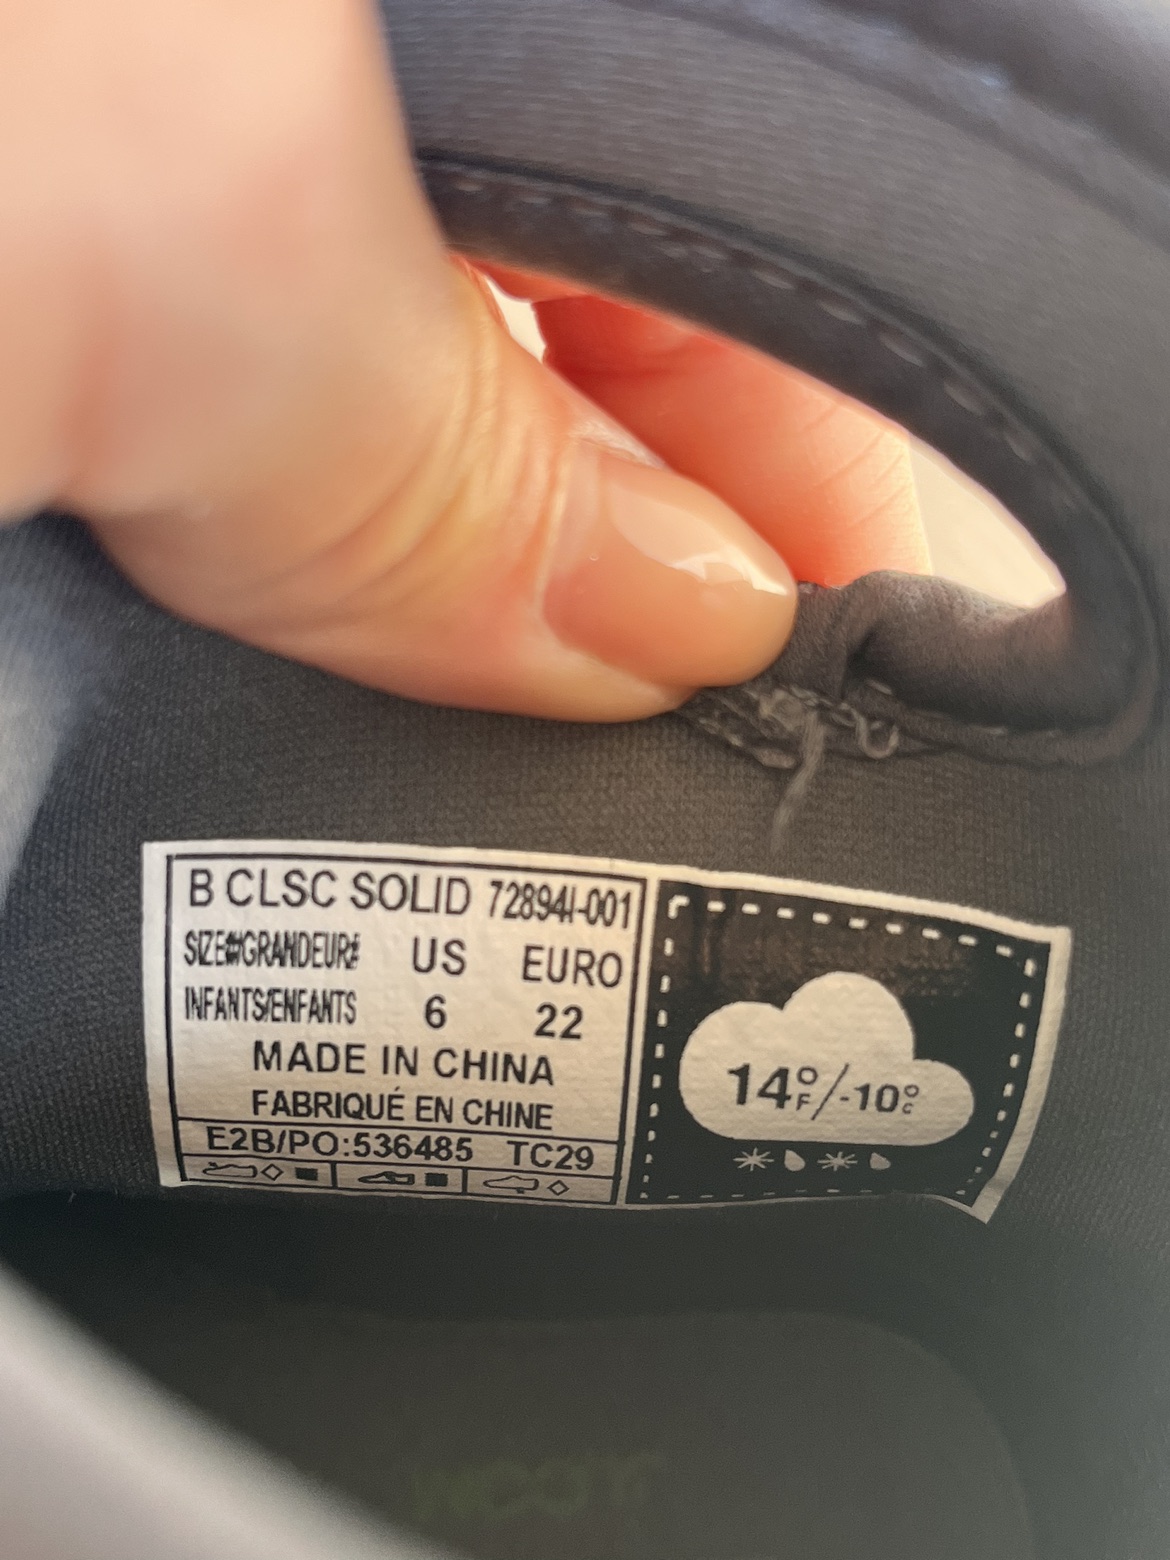 B CLSC SOLID 72894I-001
SIZE#/GRANDEUR# US EURO
INFANTS/ENFANTS 6 22
MADE IN CHINA
FABRIQUÉ EN CHINE
E2B/PO:536485 TC29
14°F/-10°C